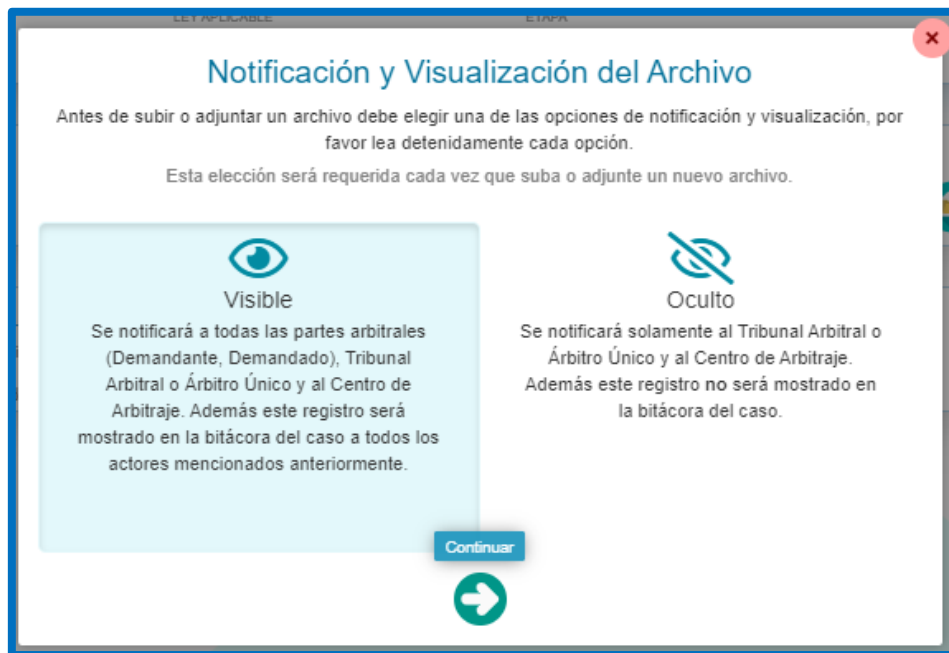 LEY APLICABLE ETAPA
Notificación y Visualización del Archivo
Antes de subir o adjuntar un archivo debe elegir una de las opciones de notificación y visualización, por
favor lea detenidamente cada opción.
Esta elección será requerida cada vez que suba o adjunte un nuevo archivo.
Visible
Se notificará a todas las partes arbitrales
(Demandante, Demandado), Tribunal
Arbitral o Árbitro Único y al Centro de
Arbitraje. Además este registro será
mostrado en la bitácora del caso a todos los
actores mencionados anteriormente.
Oculto
Se notificará solamente al Tribunal Arbitral o
Árbitro Único y al Centro de Arbitraje.
Además este registro no será mostrado en
la bitácora del caso.
Continuar